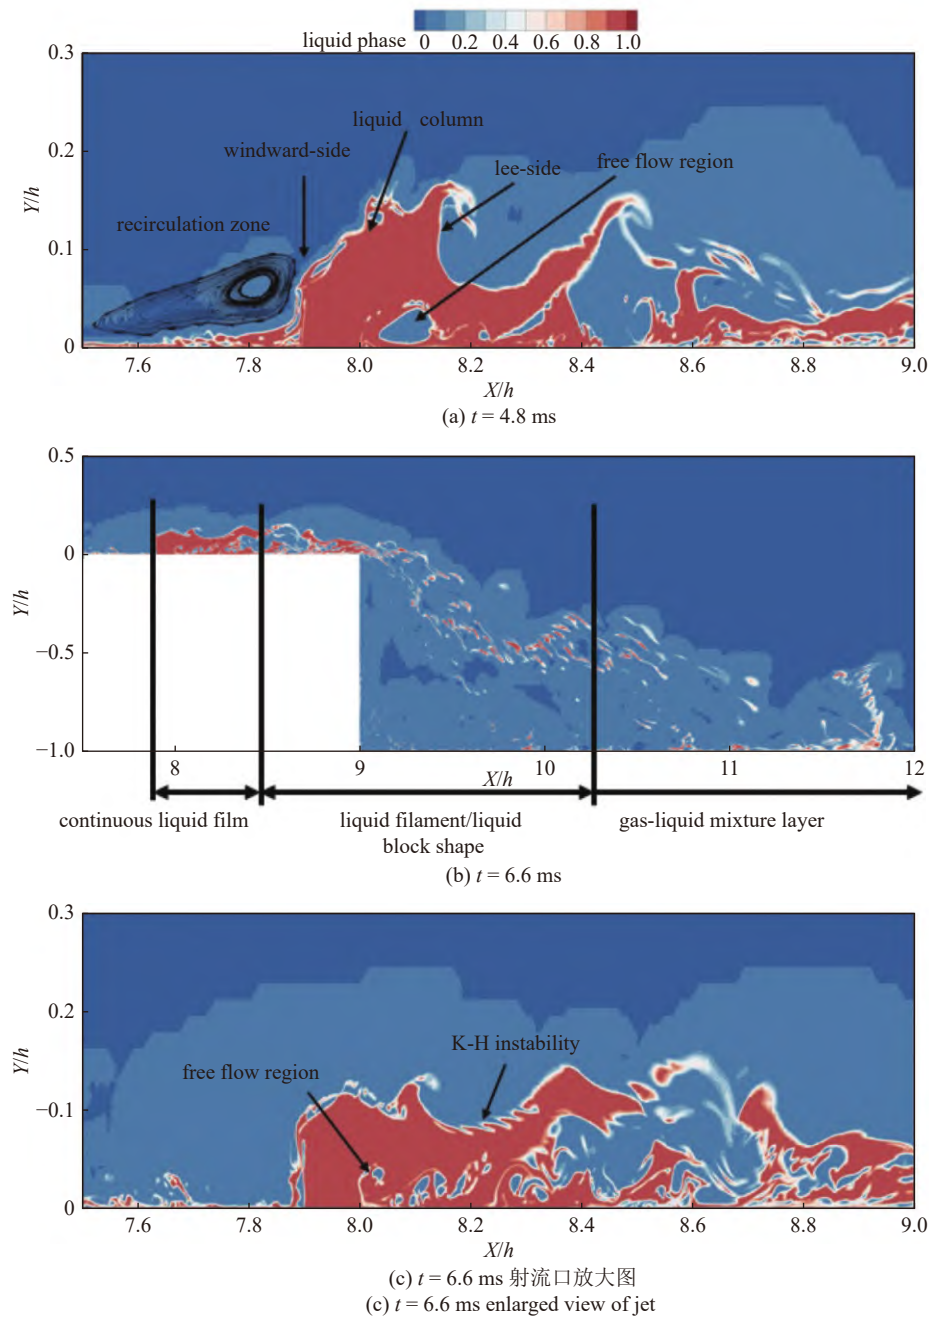 liquid phase 0 0.2 0.4 0.6 0.8 1.0
0.3
0.2
0.1
0
Y/h
liquid column
windward-side
free flow region
lee-side
recirculation zone
7.6 7.8 8.0 8.2 8.4 8.6 8.8 9.0
X/h
(a) t = 4.8 ms
0.5
0
−0.5
−1.0
Y/h
8 9 10 11 12
X/h
continuous liquid film
liquid filament/liquid
block shape
gas-liquid mixture layer
(b) t = 6.6 ms
0.3
0.2
−0.1
0
Y/h
K-H instability
free flow region
7.6 7.8 8.0 8.2 8.4 8.6 8.8 9.0
X/h
(c) t = 6.6 ms 射流口放大图
(c) t = 6.6 ms enlarged view of jet